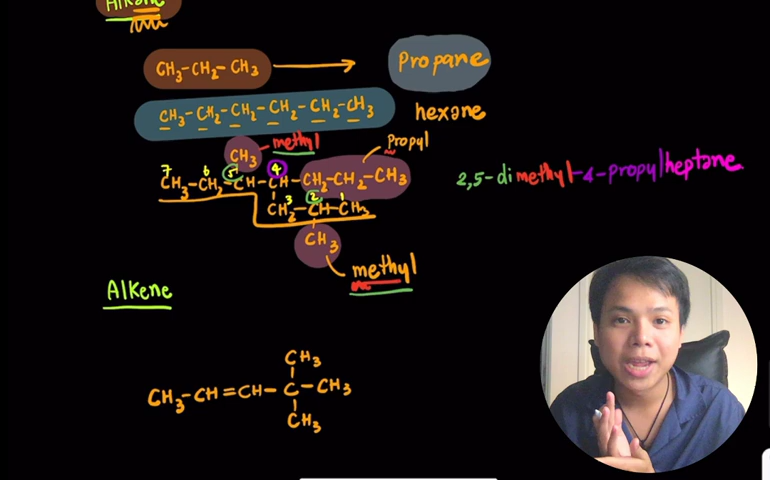 Alkane
CH3-CH2-CH3 → Propane
CH3-CH2-CH2-CH2-CH2-CH3 hexane
CH3 - methyl
Propyl
7 6 5 4
CH3-CH2-CH-CH-CH2-CH2-CH3
2,5-dimethyl-4-propylheptane
3 2 1
CH2-CH-CH3
CH3
methyl
Alkene
CH3
CH3-CH=CH-C-CH3
CH3